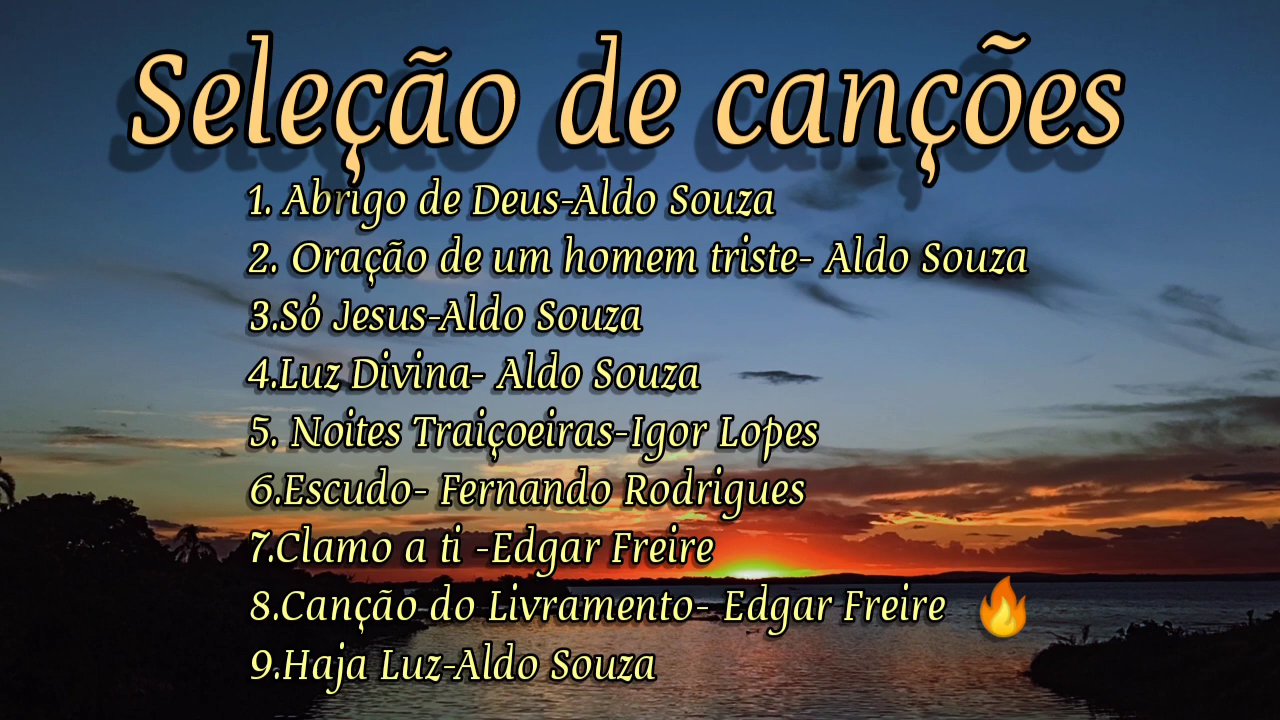 Seleção de canções
1. Abrigo de Deus-Aldo Souza
2. Oração de um homem triste- Aldo Souza
3.Só Jesus-Aldo Souza
4.Luz Divina- Aldo Souza
5. Noites Traiçoeiras-Igor Lopes
6.Escudo- Fernando Rodrigues
7.Clamo a ti -Edgar Freire
8.Canção do Livramento- Edgar Freire 🔥
9.Haja Luz-Aldo Souza